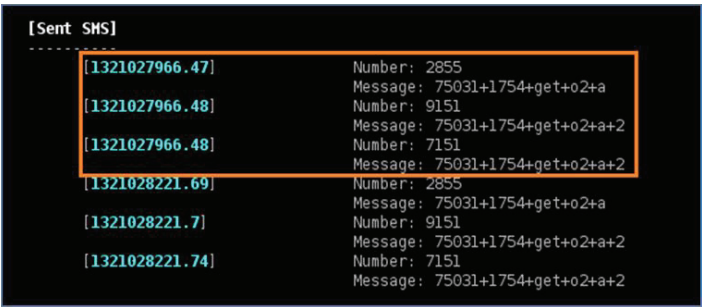 [Sent SMS]
----------
[1321027966.47] Number: 2855
Message: 75031+1754+get+o2+a
[1321027966.48] Number: 9151
Message: 75031+1754+get+o2+a+2
[1321027966.48] Number: 7151
Message: 75031+1754+get+o2+a+2
[1321028221.69] Number: 2855
Message: 75031+1754+get+o2+a
[1321028221.7] Number: 9151
Message: 75031+1754+get+o2+a+2
[1321028221.74] Number: 7151
Message: 75031+1754+get+o2+a+2